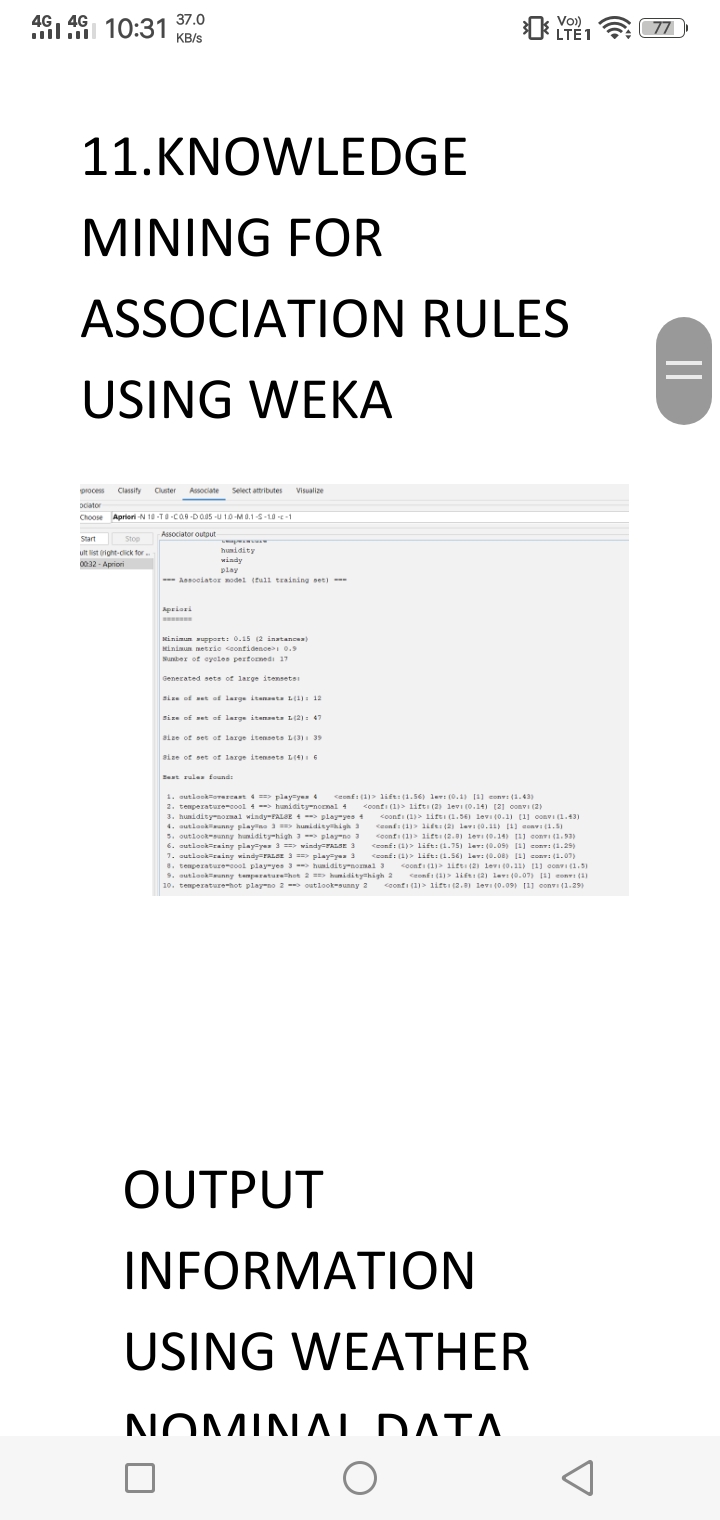 4G 4G 10:31 37.0 KB/s Vo)) LTE1 77
11.KNOWLEDGE
MINING FOR
ASSOCIATION RULES
USING WEKA
process Classify Cluster Associate Select attributes Visualize
ociator
Choose Apriori -N 10 -T 0 -C 0.9 -D 0.05 -U 1.0 -M 0.1 -S -1.0 -c -1
Start Stop Associator output
ult list (right-click for ...
00:32 - Apriori
temperature
humidity
windy
play
=== Associator model (full training set) ===
Apriori
=======
Minimum support: 0.15 (2 instances)
Minimum metric <confidence>: 0.9
Number of cycles performed: 17
Generated sets of large itemsets:
Size of set of large itemsets L(1): 12
Size of set of large itemsets L(2): 47
Size of set of large itemsets L(3): 39
Size of set of large itemsets L(4): 6
Best rules found:
1. outlook=overcast 4 ==> play=yes 4 <conf:(1)> lift:(1.56) lev:(0.1) [1] conv:(1.43)
2. temperature=cool 4 ==> humidity=normal 4 <conf:(1)> lift:(2) lev:(0.14) [2] conv:(2)
3. humidity=normal windy=FALSE 4 ==> play=yes 4 <conf:(1)> lift:(1.56) lev:(0.1) [1] conv:(1.43)
4. outlook=sunny play=no 3 ==> humidity=high 3 <conf:(1)> lift:(2) lev:(0.11) [1] conv:(1.5)
5. outlook=sunny humidity=high 3 ==> play=no 3 <conf:(1)> lift:(2.8) lev:(0.14) [1] conv:(1.93)
6. outlook=rainy play=yes 3 ==> windy=FALSE 3 <conf:(1)> lift:(1.75) lev:(0.09) [1] conv:(1.29)
7. outlook=rainy windy=FALSE 3 ==> play=yes 3 <conf:(1)> lift:(1.56) lev:(0.08) [1] conv:(1.07)
8. temperature=cool play=yes 3 ==> humidity=normal 3 <conf:(1)> lift:(2) lev:(0.11) [1] conv:(1.5)
9. outlook=sunny temperature=hot 2 ==> humidity=high 2 <conf:(1)> lift:(2) lev:(0.07) [1] conv:(1)
10. temperature=hot play=no 2 ==> outlook=sunny 2 <conf:(1)> lift:(2.8) lev:(0.09) [1] conv:(1.29)
OUTPUT
INFORMATION
USING WEATHER
NOMINAL DATA